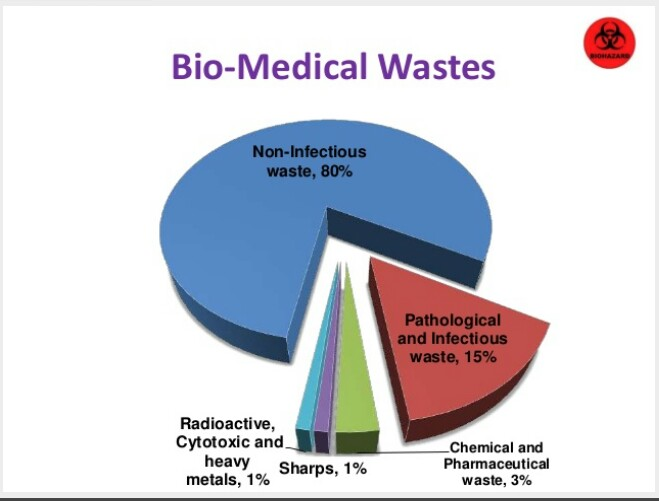 Bio-Medical Wastes
BIOHAZARD
Non-Infectious
waste, 80%
Pathological
and Infectious
waste, 15%
Radioactive,
Cytotoxic and
heavy
metals, 1%
Sharps, 1%
Chemical and
Pharmaceutical
waste, 3%